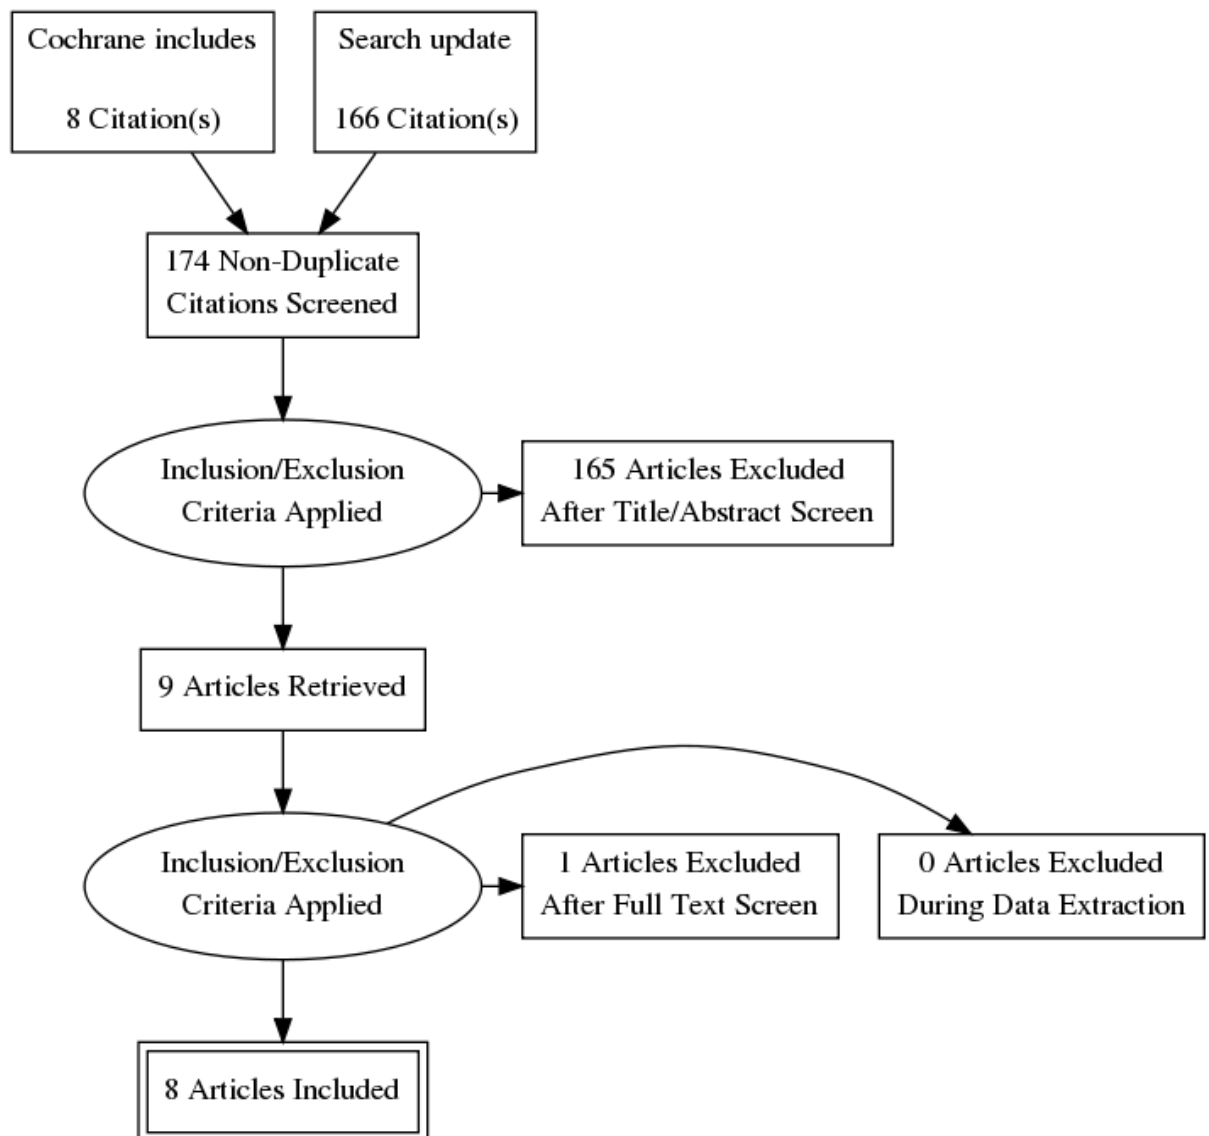 Cochrane includes
8 Citation(s)
Search update
166 Citation(s)
174 Non-Duplicate
Citations Screened
Inclusion/Exclusion
Criteria Applied
165 Articles Excluded
After Title/Abstract Screen
9 Articles Retrieved
Inclusion/Exclusion
Criteria Applied
1 Articles Excluded
After Full Text Screen
0 Articles Excluded
During Data Extraction
8 Articles Included